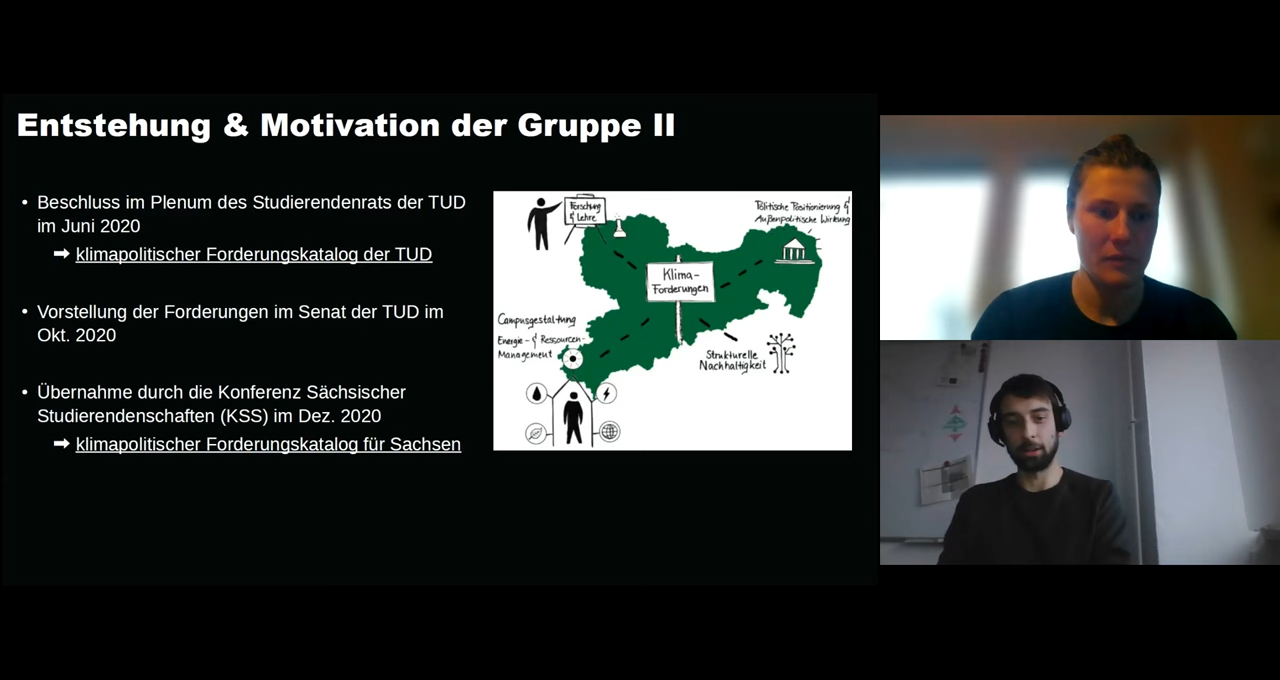 Entstehung & Motivation der Gruppe II
• Beschluss im Plenum des Studierendenrats der TUD
im Juni 2020
➡ klimapolitischer Forderungskatalog der TUD
• Vorstellung der Forderungen im Senat der TUD im
Okt. 2020
• Übernahme durch die Konferenz Sächsischer
Studierendenschaften (KSS) im Dez. 2020
➡ klimapolitischer Forderungskatalog für Sachsen
Forschung
& Lehre
Politische Positionierung &
Außenpolitische Wirkung
Klima-
Forderungen
Campusgestaltung
Energie- & Ressourcen-
Management
Strukturelle
Nachhaltigkeit